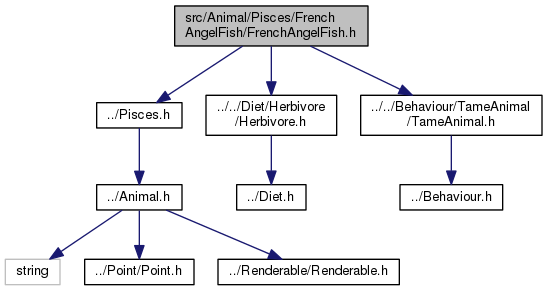 src/Animal/Pisces/French
AngelFish/FrenchAngelFish.h
../Pisces.h
../../Diet/Herbivore
/Herbivore.h
../../Behaviour/TameAnimal
/TameAnimal.h
../Animal.h
../Diet.h
../Behaviour.h
string
../Point/Point.h
../Renderable/Renderable.h